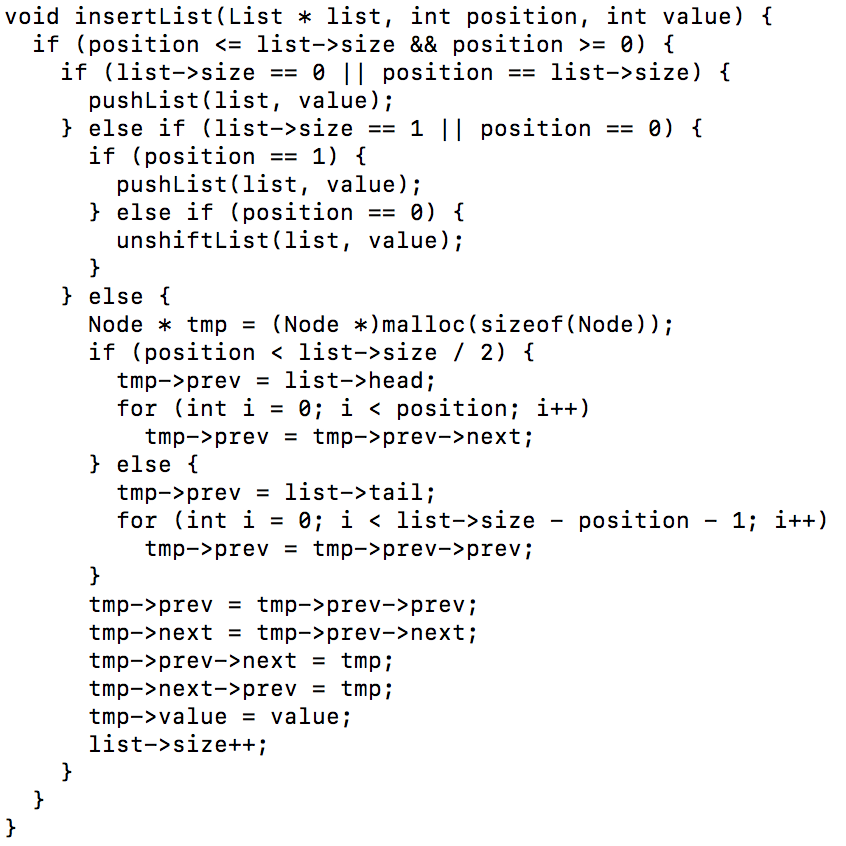 void insertList(List * list, int position, int value) {
  if (position <= list->size && position >= 0) {
    if (list->size == 0 || position == list->size) {
      pushList(list, value);
    } else if (list->size == 1 || position == 0) {
      if (position == 1) {
        pushList(list, value);
      } else if (position == 0) {
        unshiftList(list, value);
      }
    } else {
      Node * tmp = (Node *)malloc(sizeof(Node));
      if (position < list->size / 2) {
        tmp->prev = list->head;
        for (int i = 0; i < position; i++)
          tmp->prev = tmp->prev->next;
      } else {
        tmp->prev = list->tail;
        for (int i = 0; i < list->size - position - 1; i++)
          tmp->prev = tmp->prev->prev;
      }
      tmp->prev = tmp->prev->prev;
      tmp->next = tmp->prev->next;
      tmp->prev->next = tmp;
      tmp->next->prev = tmp;
      tmp->value = value;
      list->size++;
    }
  }
}